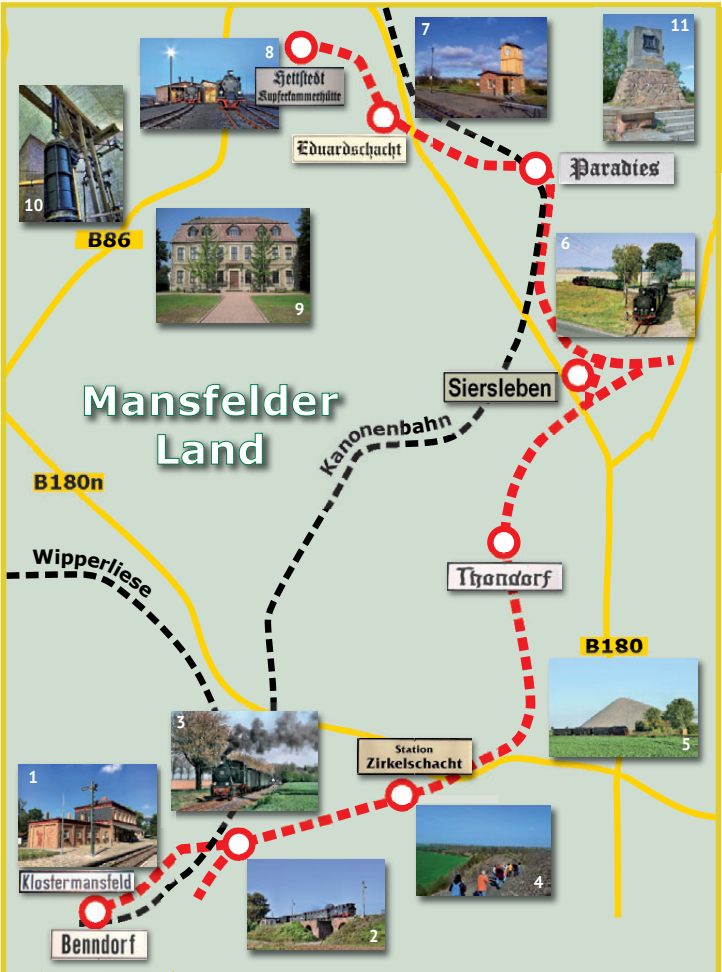 7
11
8
Hettstedt
Kupferkammerhütte
Eduardschacht
Paradies
10
B86
9
6
Siersleben
Mansfelder
Land
Kanonenbahn
B180n
Wipperliese
Thondorf
B180
5
3
Station
Zirkelschacht
1
Klostermansfeld
4
2
Benndorf